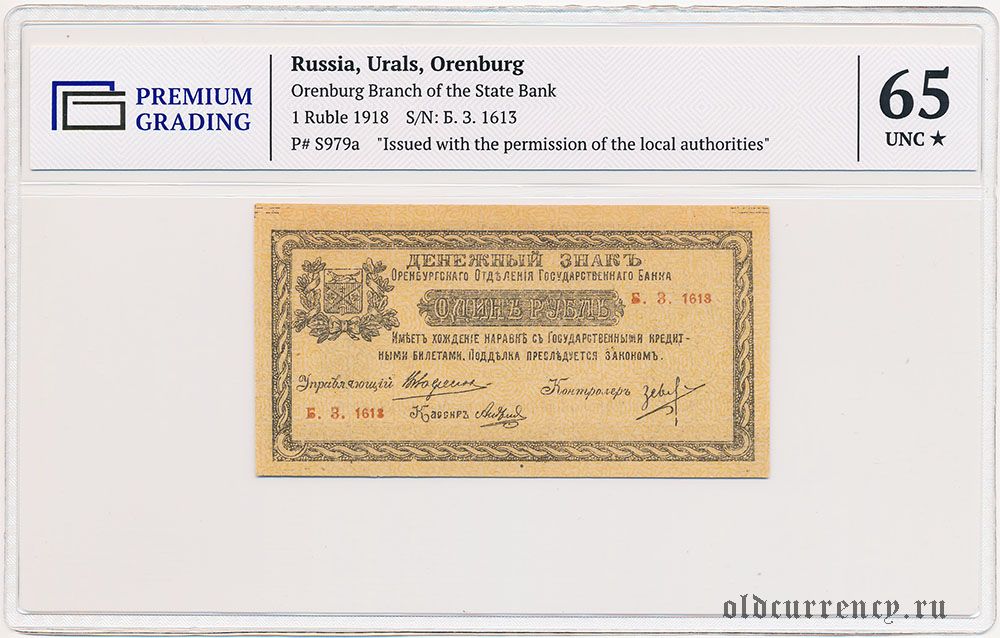 PREMIUM
GRADING
Russia, Urals, Orenburg
Orenburg Branch of the State Bank
1 Ruble 1918 S/N: Б. З. 1613
P# S979a "Issued with the permission of the local authorities"
65
UNC ★
ДЕНЕЖНЫЙ ЗНАКЪ
ОРЕНБУРГСКАГО ОТДѢЛЕНІЯ ГОСУДАРСТВЕННАГО БАНКА
ОДИНЪ РУБЛЬ
Б. З. 1613
ИМѢЕТЪ ХОЖДЕНІЕ НАРАВНѢ СЪ ГОСУДАРСТВЕННЫМИ КРЕДИТ-
НЫМИ БИЛЕТАМИ. ПОДДѢЛКА ПРЕСЛѢДУЕТСЯ ЗАКОНОМЪ.
Управляющій
Контролеръ
Б. З. 1613
Кассиръ
oldcurrency.ru